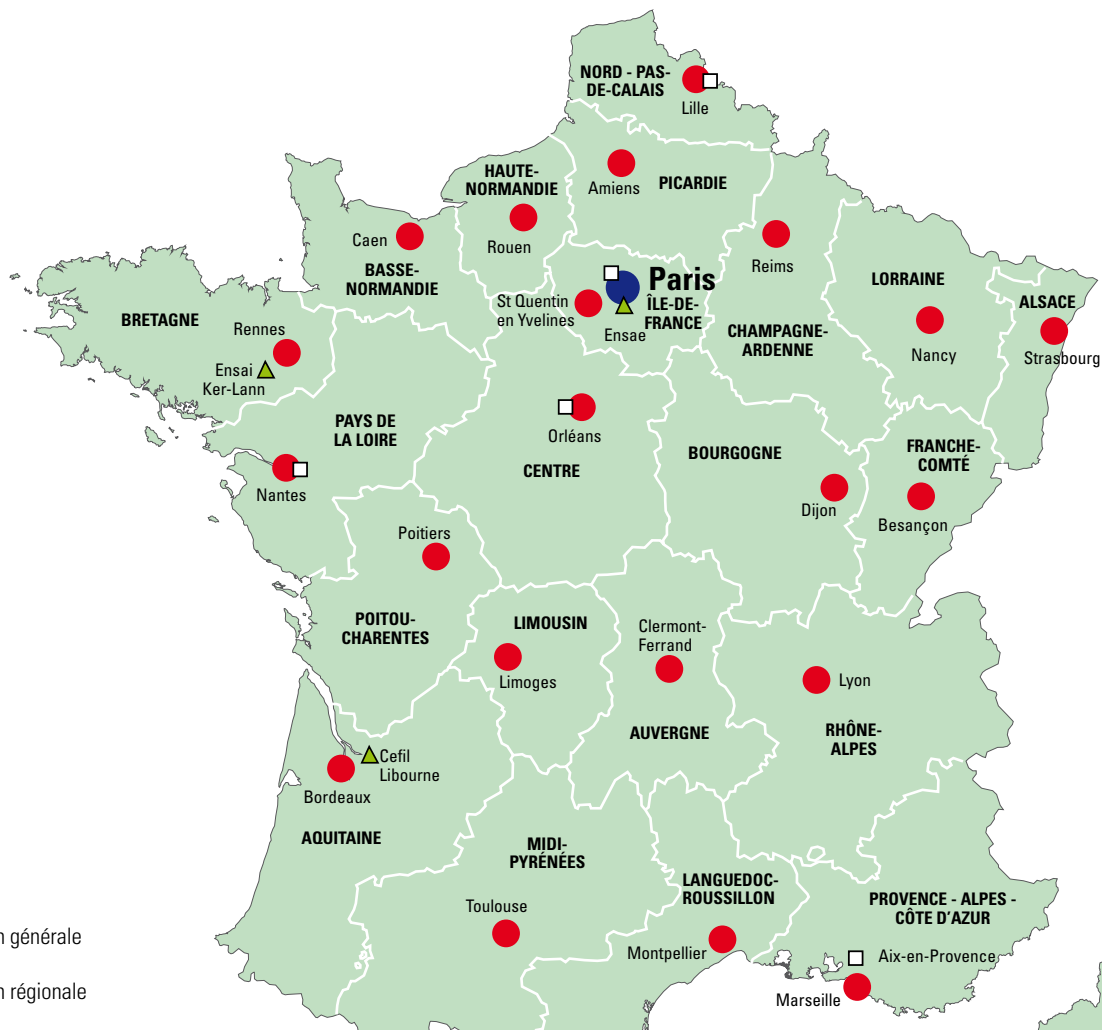 NORD - PAS-
DE-CALAIS
Lille
HAUTE-
NORMANDIE
Amiens
PICARDIE
Caen
Rouen
Reims
BASSE-
NORMANDIE
Paris
LORRAINE
ÎLE-DE-
FRANCE
St Quentin
en Yvelines
Ensae
ALSACE
BRETAGNE
Rennes
CHAMPAGNE-
ARDENNE
Nancy
Strasbourg
Ensai
Ker-Lann
PAYS DE
LA LOIRE
Orléans
CENTRE
BOURGOGNE
FRANCHE-
COMTÉ
Nantes
Dijon
Besançon
Poitiers
POITOU-
CHARENTES
LIMOUSIN
Limoges
Clermont-
Ferrand
Lyon
AUVERGNE
RHÔNE-
ALPES
Cefil
Libourne
Bordeaux
AQUITAINE
MIDI-
PYRÉNÉES
LANGUEDOC-
ROUSSILLON
PROVENCE - ALPES -
CÔTE D'AZUR
Toulouse
Montpellier
Aix-en-Provence
Marseille
n générale
n régionale